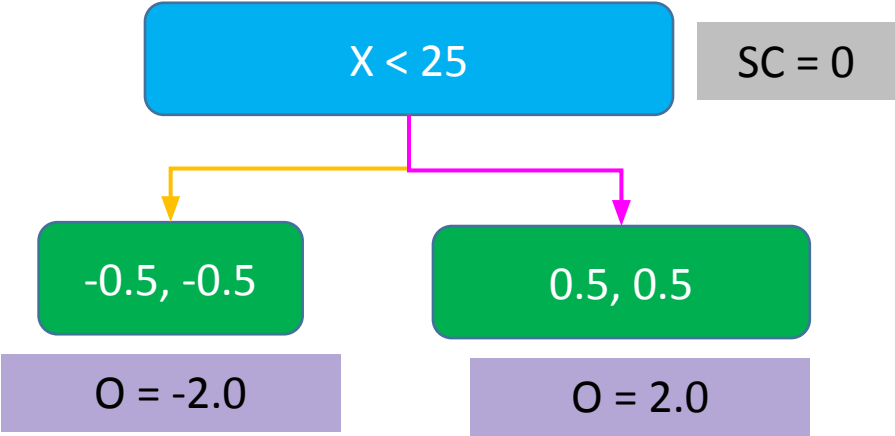 X < 25
SC = 0
-0.5, -0.5
0.5, 0.5
O = -2.0
O = 2.0